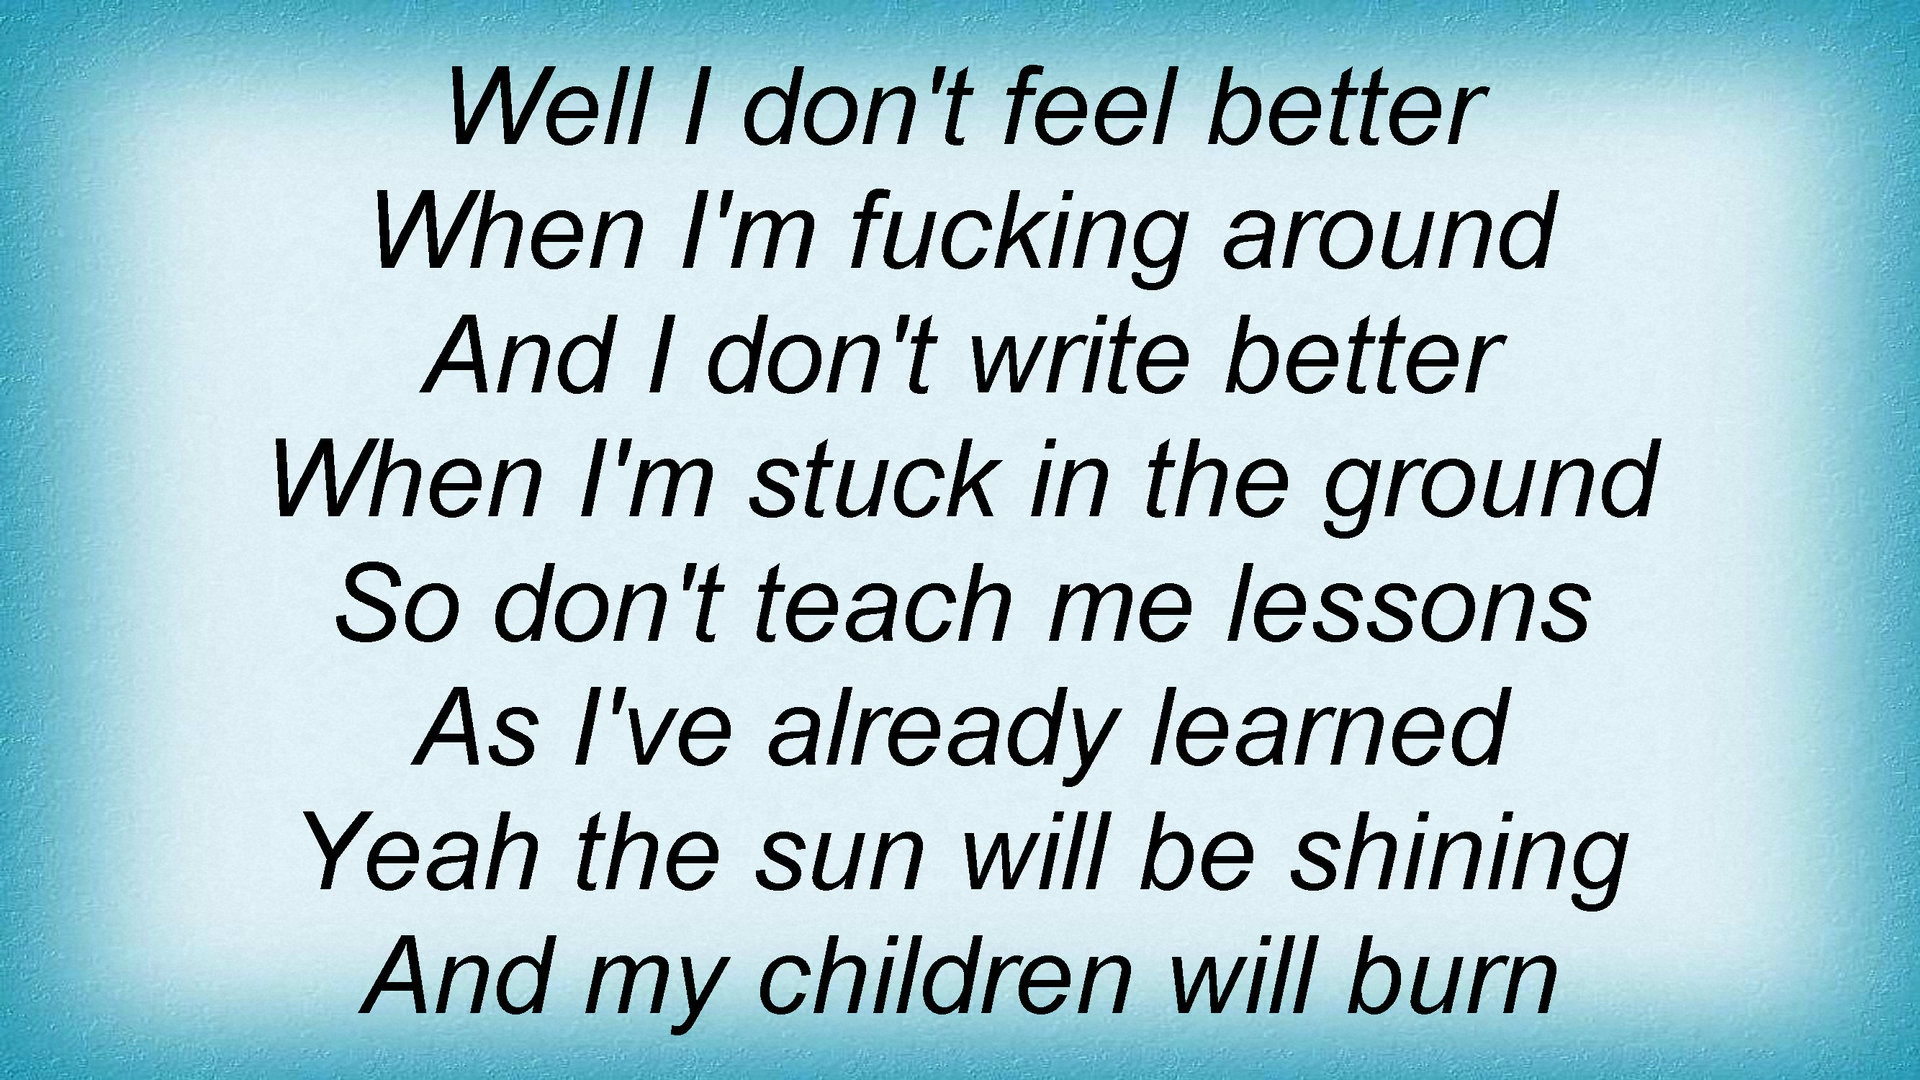 Well I don't feel better
When I'm fucking around
And I don't write better
When I'm stuck in the ground
So don't teach me lessons
As I've already learned
Yeah the sun will be shining
And my children will burn